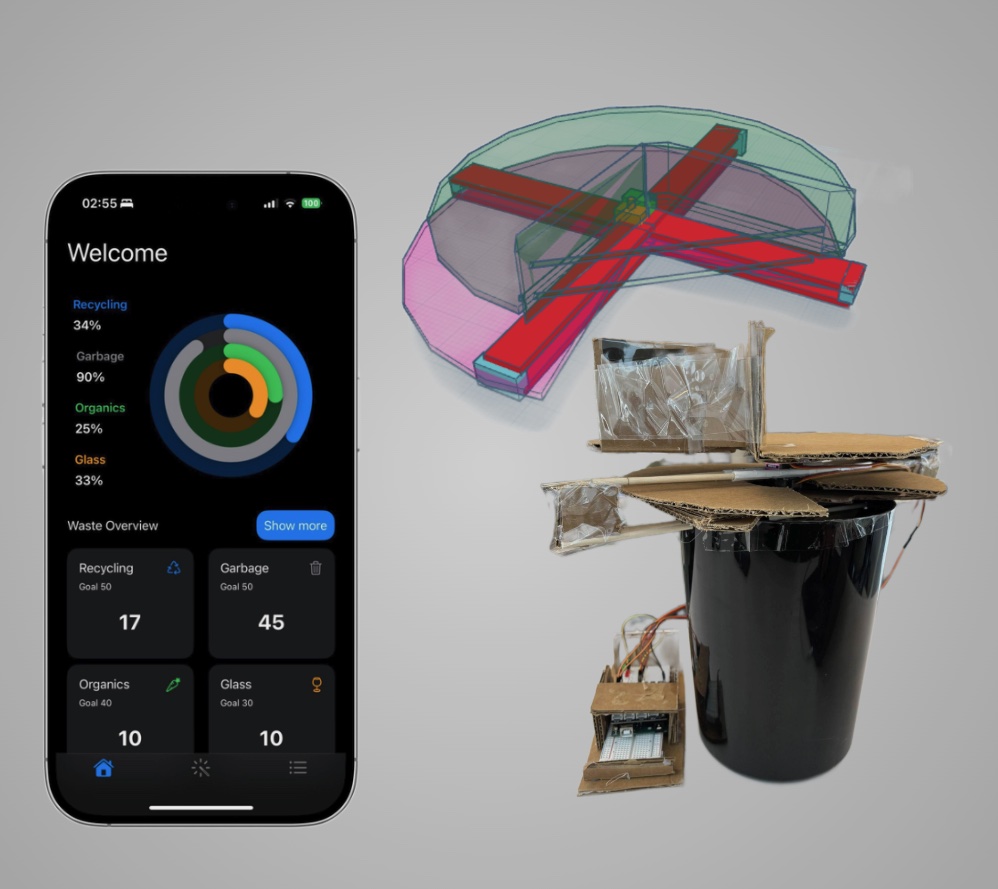 02:55
100
Welcome
Recycling
34%
Garbage
90%
Organics
25%
Glass
33%
Waste Overview
Show more
Recycling
Goal 50
17
Garbage
Goal 50
45
Organics
Goal 40
10
Glass
Goal 30
10